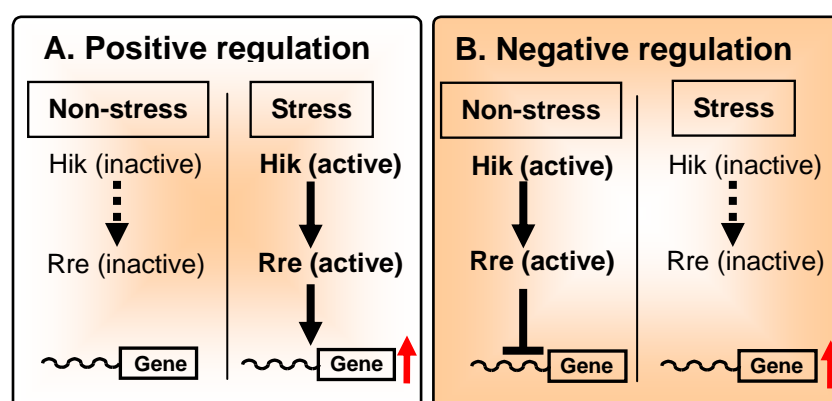 A. Positive regulation
Non-stress
Stress
Hik (inactive)
Hik (active)
Rre (inactive)
Rre (active)
Gene
Gene
B. Negative regulation
Non-stress
Stress
Hik (active)
Hik (inactive)
Rre (active)
Rre (inactive)
Gene
Gene